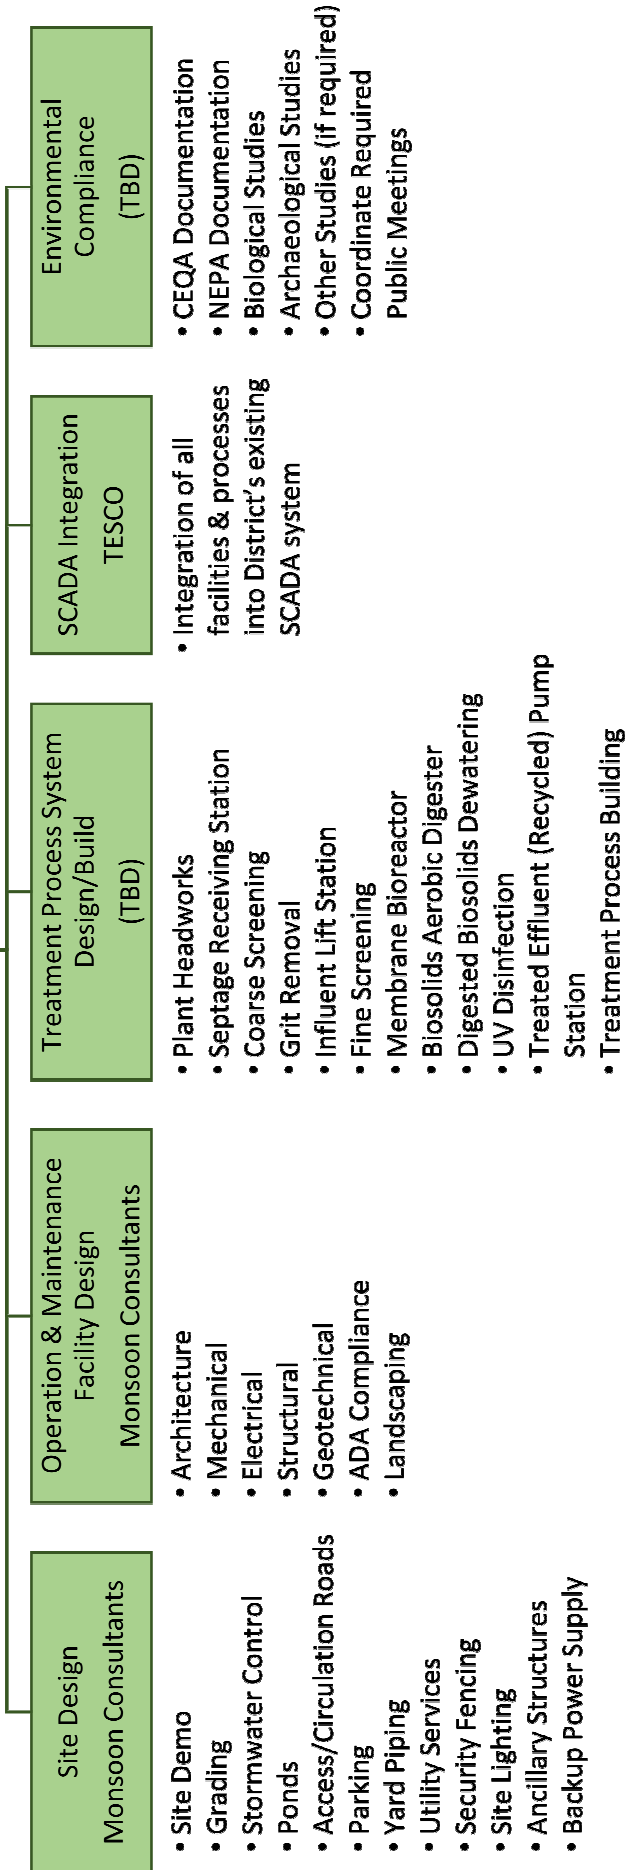 Site Design
Monsoon Consultants
• Site Demo
• Grading
• Stormwater Control
• Ponds
• Access/Circulation Roads
• Parking
• Yard Piping
• Utility Services
• Security Fencing
• Site Lighting
• Ancillary Structures
• Backup Power Supply
Operation & Maintenance
Facility Design
Monsoon Consultants
• Architecture
• Mechanical
• Electrical
• Structural
• Geotechnical
• ADA Compliance
• Landscaping
Treatment Process System
Design/Build
(TBD)
• Plant Headworks
• Septage Receiving Station
• Coarse Screening
• Grit Removal
• Influent Lift Station
• Fine Screening
• Membrane Bioreactor
• Biosolids Aerobic Digester
• Digested Biosolids Dewatering
• UV Disinfection
• Treated Effluent (Recycled) Pump
Station
• Treatment Process Building
SCADA Integration
TESCO
• Integration of all
facilities & processes
into District's existing
SCADA system
Environmental
Compliance
(TBD)
• CEQA Documentation
• NEPA Documentation
• Biological Studies
• Archaeological Studies
• Other Studies (if required)
• Coordinate Required
Public Meetings